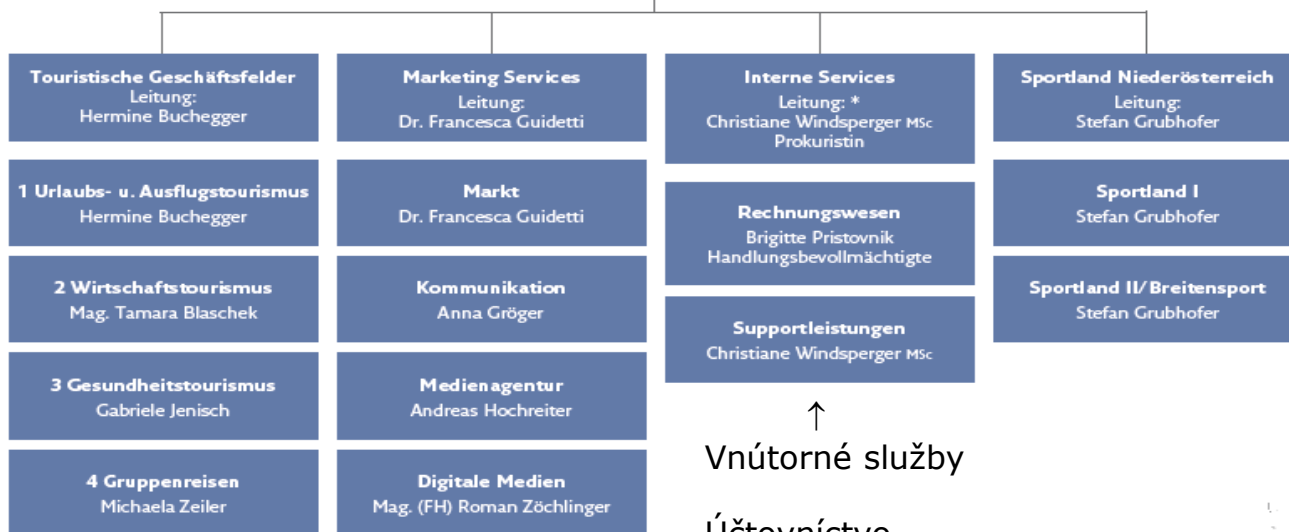 Touristische Geschäftsfelder
Leitung:
Hermine Buchegger
1 Urlaubs- u. Ausflugstourismus
Hermine Buchegger
2 Wirtschaftstourismus
Mag. Tamara Blaschek
3 Gesundheitstourismus
Gabriele Jenisch
4 Gruppenreisen
Michaela Zeiler
Marketing Services
Leitung:
Dr. Francesca Guidetti
Markt
Dr. Francesca Guidetti
Kommunikation
Anna Gröger
Medienagentur
Andreas Hochreiter
Digitale Medien
Mag. (FH) Roman Zöchlinger
Interne Services
Leitung: *
Christiane Windsperger MSc
Prokuristin
Rechnungswesen
Brigitte Pristovnik
Handlungsbevollmächtigte
Supportleistungen
Christiane Windsperger MSc
↑
Vnútorné služby
Účtovníctvo
Sportland Niederösterreich
Leitung:
Stefan Grubhofer
Sportland I
Stefan Grubhofer
Sportland II/Breitensport
Stefan Grubhofer